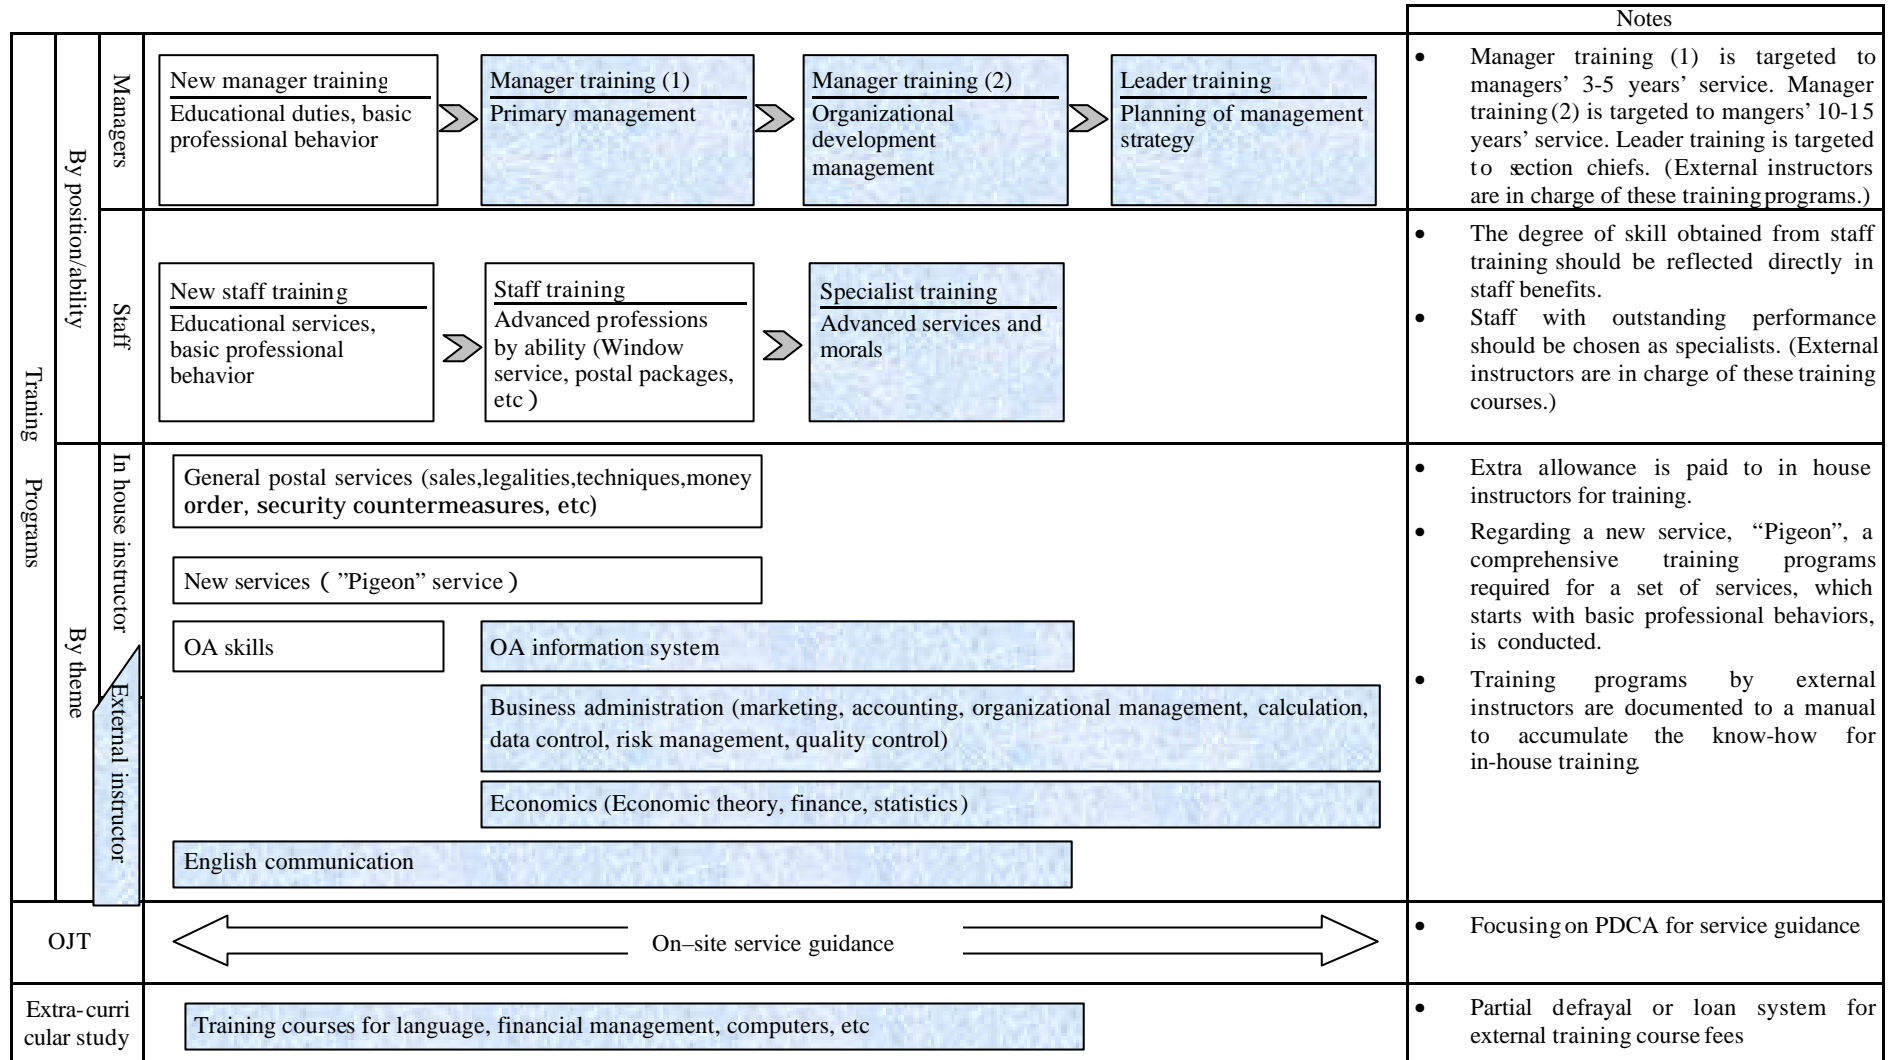 Notes
Traning Programs
By position/ability
Managers
New manager training
Educational duties, basic
professional behavior
Manager training (1)
Primary management
Manager training (2)
Organizational
development
management
Leader training
Planning of management
strategy
• Manager training (1) is targeted to
managers' 3-5 years' service. Manager
training (2) is targeted to mangers' 10-15
years' service. Leader training is targeted
to section chiefs. (External instructors
are in charge of these training programs.)
Staff
New staff training
Educational services,
basic professional
behavior
Staff training
Advanced professions
by ability (Window
service, postal packages,
etc )
Specialist training
Advanced services and
morals
• The degree of skill obtained from staff
training should be reflected directly in
staff benefits.
• Staff with outstanding performance
should be chosen as specialists. (External
instructors are in charge of these training
courses.)
By theme
In house instructor
External instructor
General postal services (sales,legalities,techniques,money
order, security countermeasures, etc)
New services ( ”Pigeon” service )
OA skills
OA information system
Business administration (marketing, accounting, organizational management, calculation,
data control, risk management, quality control)
Economics (Economic theory, finance, statistics)
English communication
• Extra allowance is paid to in house
instructors for training.
• Regarding a new service, “Pigeon”, a
comprehensive training programs
required for a set of services, which
starts with basic professional behaviors,
is conducted.
• Training programs by external
instructors are documented to a manual
to accumulate the know-how for
in-house training.
OJT
On–site service guidance
• Focusing on PDCA for service guidance
Extra-curri
cular study
Training courses for language, financial management, computers, etc
• Partial defrayal or loan system for
external training course fees